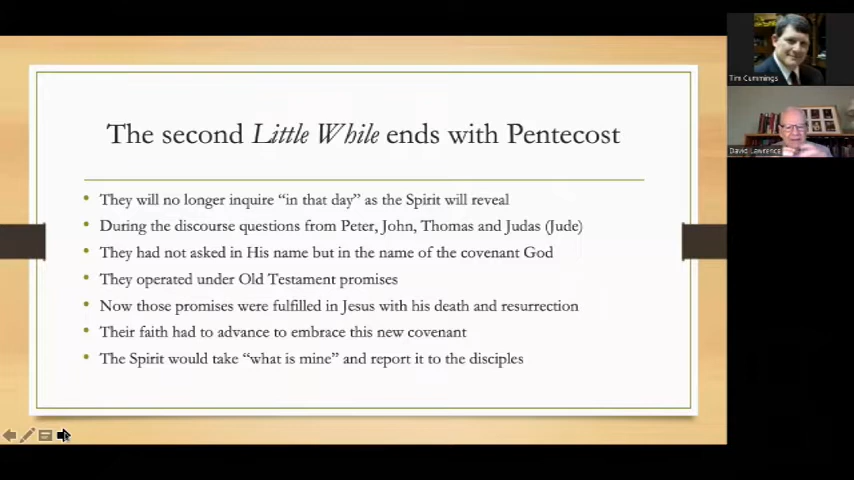 The second Little While ends with Pentecost
They will no longer inquire “in that day” as the Spirit will reveal
During the discourse questions from Peter, John, Thomas and Judas (Jude)
They had not asked in His name but in the name of the covenant God
They operated under Old Testament promises
Now those promises were fulfilled in Jesus with his death and resurrection
Their faith had to advance to embrace this new covenant
The Spirit would take “what is mine” and report it to the disciples
Tim Cummings
David Lawrence